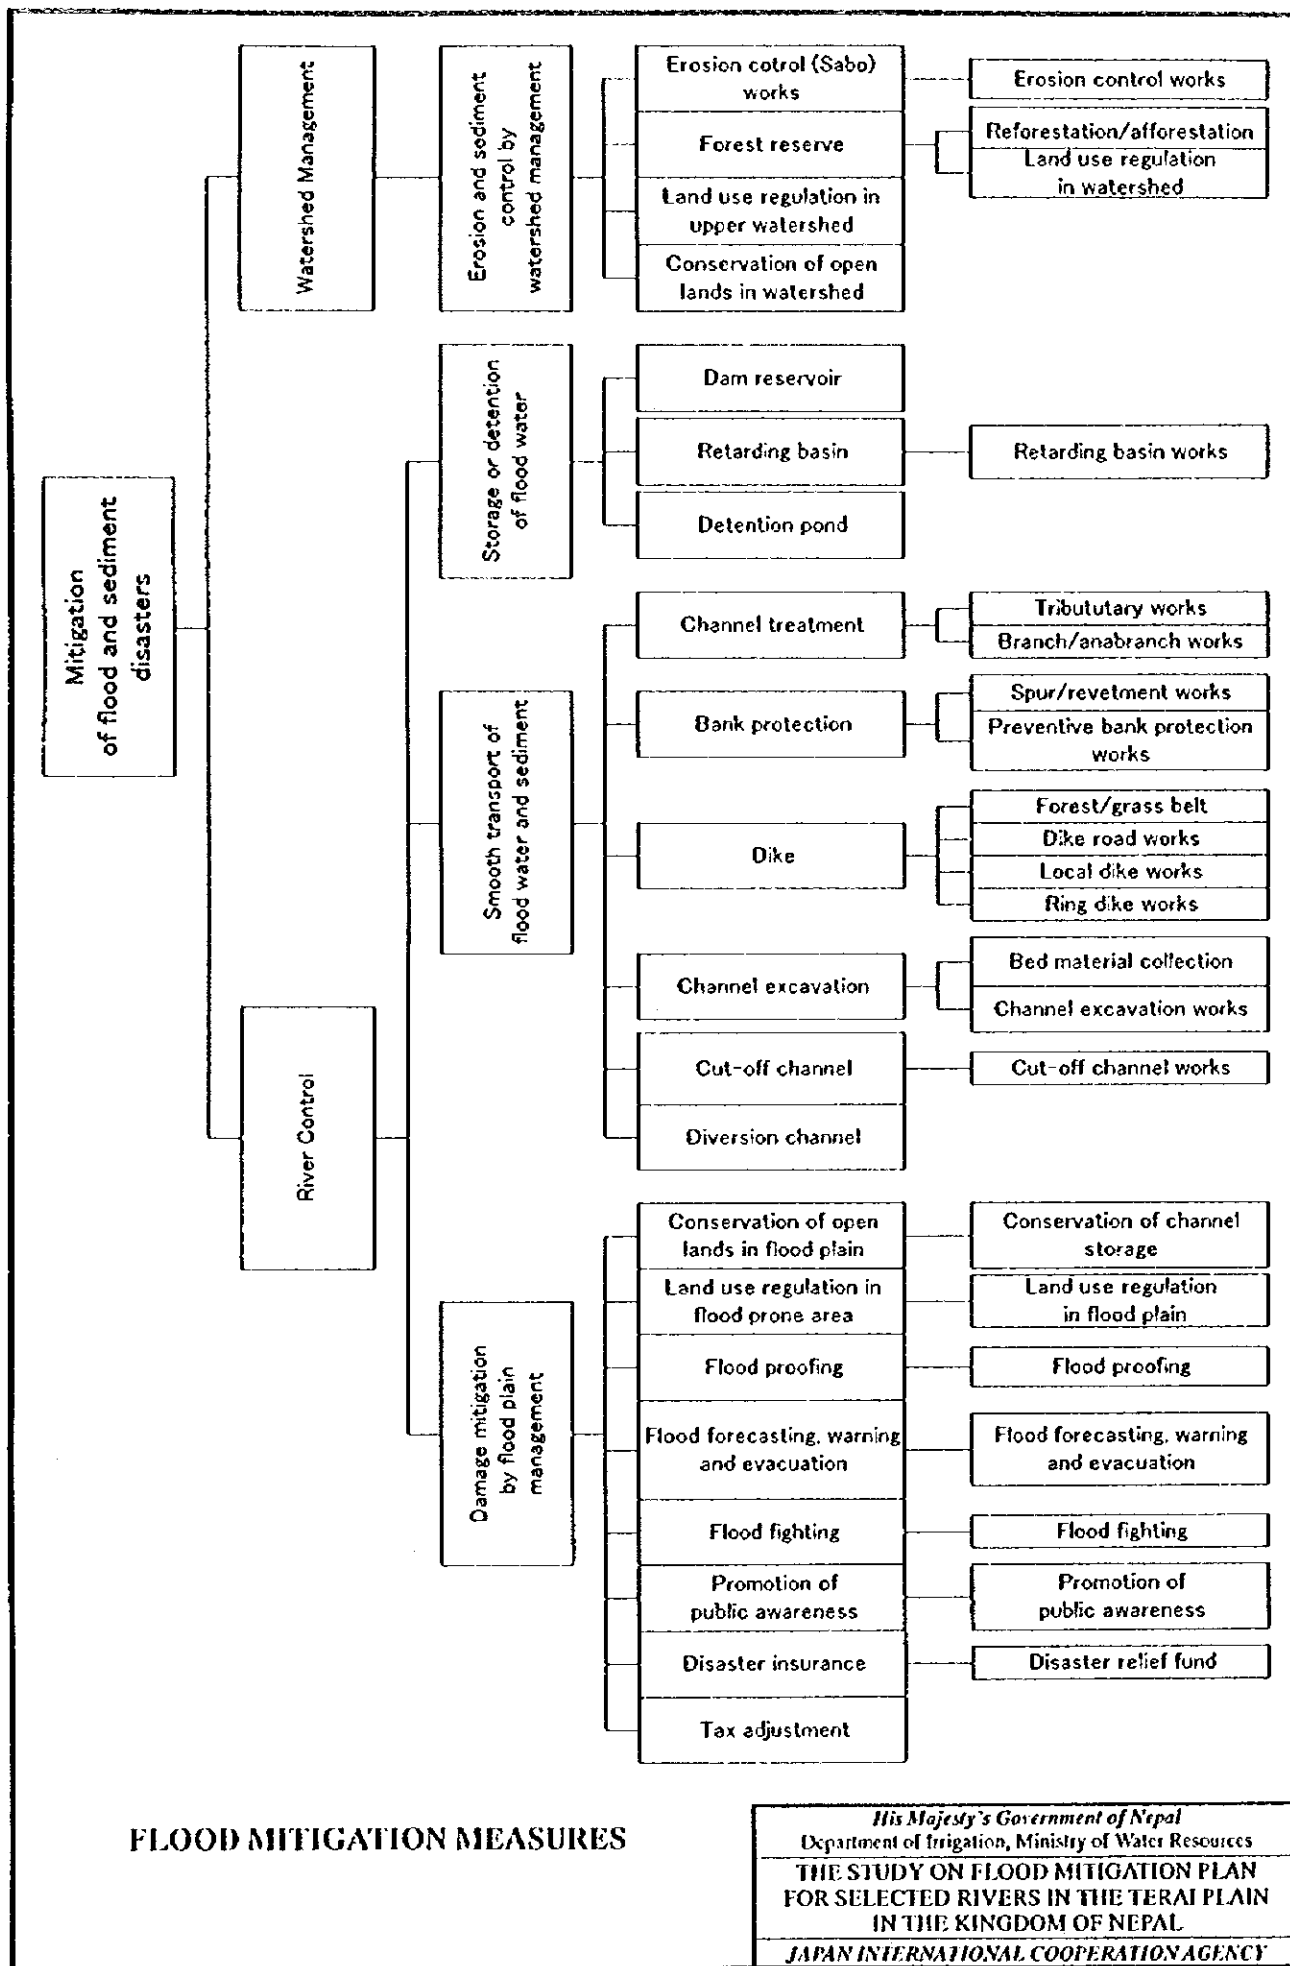 Mitigation
of flood and sediment
disasters
Watershed Management
River Control
Erosion and sediment
control by
watershed management
Storage or detention
of flood water
Smooth transport of
flood water and sediment
Damage mitigation
by flood plain
management
Erosion cotrol (Sabo)
works
Forest reserve
Land use regulation in
upper watershed
Conservation of open
lands in watershed
Dam reservoir
Retarding basin
Detention pond
Channel treatment
Bank protection
Dike
Channel excavation
Cut-off channel
Diversion channel
Conservation of open
lands in flood plain
Land use regulation in
flood prone area
Flood proofing
Flood forecasting, warning
and evacuation
Flood fighting
Promotion of
public awareness
Disaster insurance
Tax adjustment
Erosion control works
Reforestation/afforestation
Land use regulation
in watershed
Retarding basin works
Tribututary works
Branch/anabranch works
Spur/revetment works
Preventive bank protection
works
Forest/grass belt
Dike road works
Local dike works
Ring dike works
Bed material collection
Channel excavation works
Cut-off channel works
Conservation of channel
storage
Land use regulation
in flood plain
Flood proofing
Flood forecasting, warning
and evacuation
Flood fighting
Promotion of
public awareness
Disaster relief fund
FLOOD MITIGATION MEASURES
His Majesty's Government of Nepal
Department of Irrigation, Ministry of Water Resources
THE STUDY ON FLOOD MITIGATION PLAN
FOR SELECTED RIVERS IN THE TERAI PLAIN
IN THE KINGDOM OF NEPAL
JAPAN INTERNATIONAL COOPERATION AGENCY